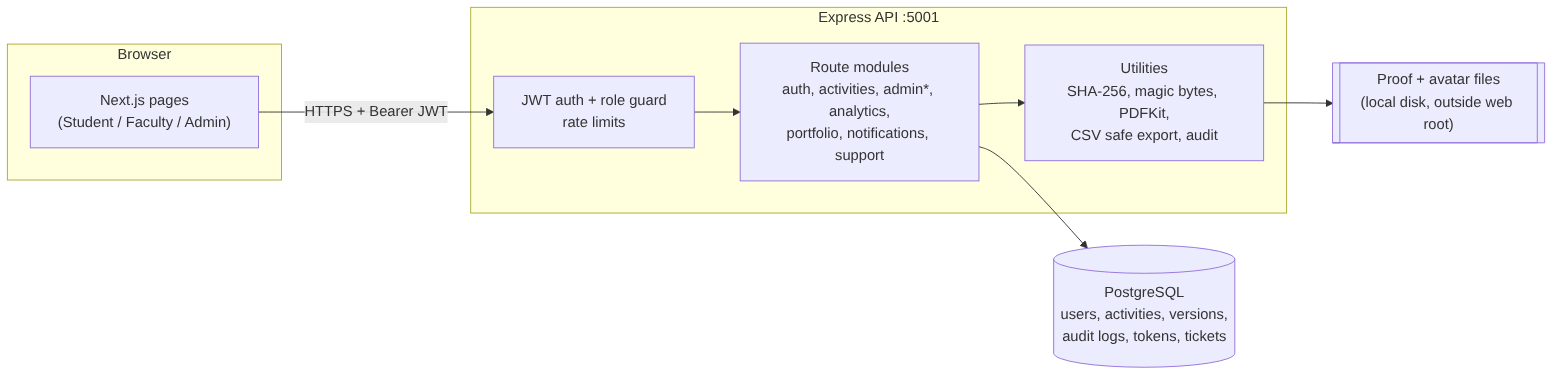 Browser
Next.js pages
(Student / Faculty / Admin)
HTTPS + Bearer JWT
Express API :5001
JWT auth + role guard
rate limits
Route modules
auth, activities, admin*,
analytics,
portfolio, notifications,
support
Utilities
SHA-256, magic bytes,
PDFKit,
CSV safe export, audit
Proof + avatar files
(local disk, outside web
root)
PostgreSQL
users, activities, versions,
audit logs, tokens, tickets